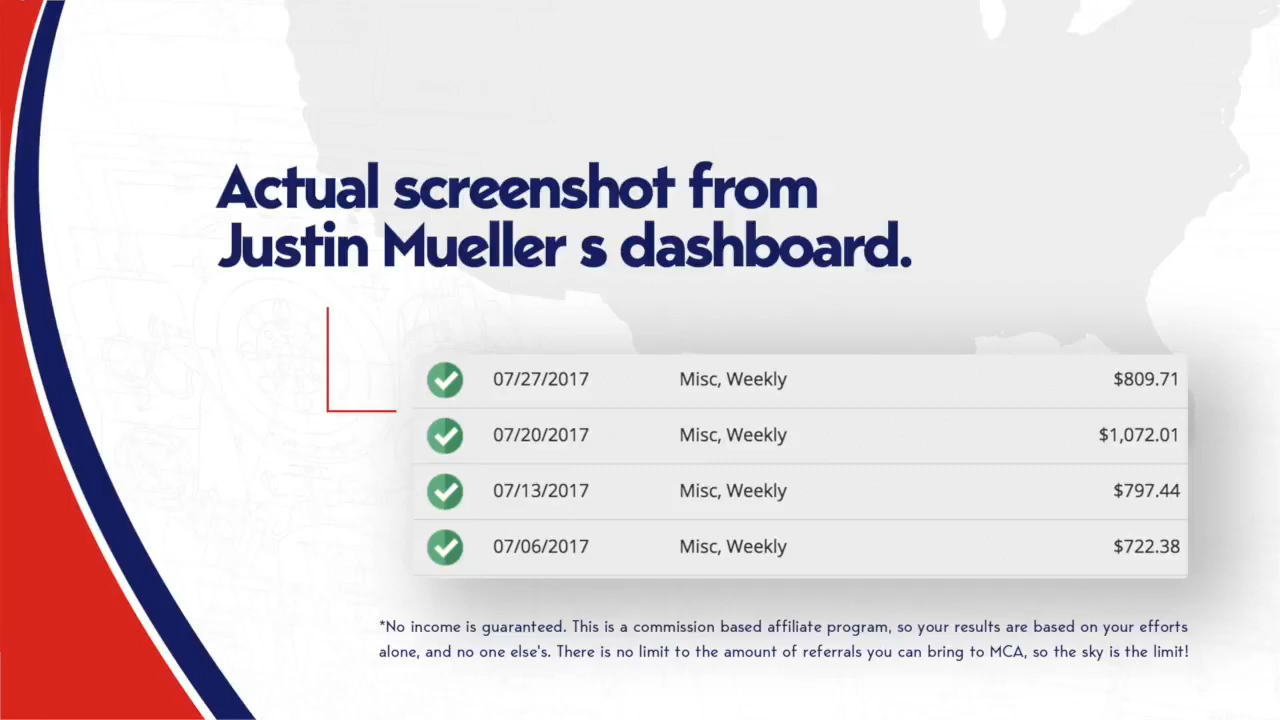 Actual screenshot from
Justin Mueller s dashboard.
07/27/2017 Misc, Weekly $809.71
07/20/2017 Misc, Weekly $1,072.01
07/13/2017 Misc, Weekly $797.44
07/06/2017 Misc, Weekly $722.38
*No income is guaranteed. This is a commission based affiliate program, so your results are based on your efforts
alone, and no one else's. There is no limit to the amount of referrals you can bring to MCA, so the sky is the limit!